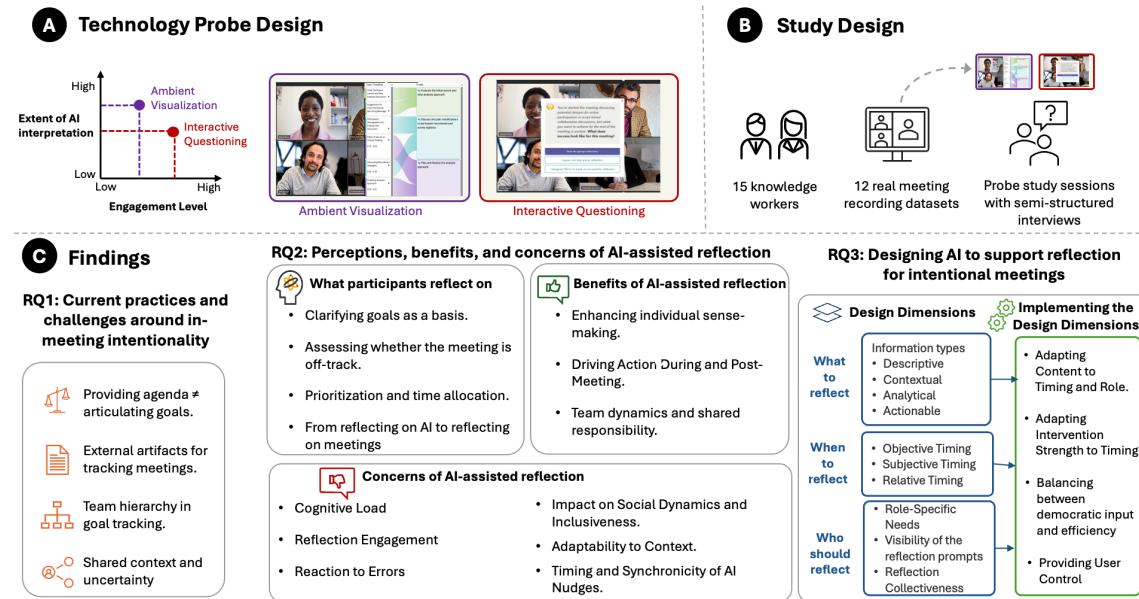 A Technology Probe Design
High
Extent of AI
interpretation
Low
Low
High
Engagement Level
Ambient
Visualization
Interactive
Questioning
Ambient Visualization
Interactive Questioning
B Study Design
15 knowledge
workers
12 real meeting
recording datasets
Probe study sessions
with semi-structured
interviews
C Findings
RQ1: Current practices and
challenges around in-
meeting intentionality
Providing agenda ≠
articulating goals.
External artifacts for
tracking meetings.
Team hierarchy in
goal tracking.
Shared context and
uncertainty
RQ2: Perceptions, benefits, and concerns of AI-assisted reflection
What participants reflect on
• Clarifying goals as a basis.
• Assessing whether the meeting is
off-track.
• Prioritization and time allocation.
• From reflecting on AI to reflecting
on meetings
Benefits of AI-assisted reflection
• Enhancing individual sense-
making.
• Driving Action During and Post-
Meeting.
• Team dynamics and shared
responsibility.
Concerns of AI-assisted reflection
• Cognitive Load
• Reflection Engagement
• Reaction to Errors
• Impact on Social Dynamics and
Inclusiveness.
• Adaptability to Context.
• Timing and Synchronicity of AI
Nudges.
RQ3: Designing AI to support reflection
for intentional meetings
Design Dimensions
What
to
reflect
Information types
• Descriptive
• Contextual
• Analytical
• Actionable
When
to
reflect
• Objective Timing
• Subjective Timing
• Relative Timing
Who
should
reflect
• Role-Specific
Needs
• Visibility of the
reflection prompts
• Reflection
Collectiveness
Implementing the
Design Dimensions
• Adapting
Content to
Timing and Role.
• Adapting
Intervention
Strength to Timing
• Balancing
between
democratic input
and efficiency
• Providing User
Control